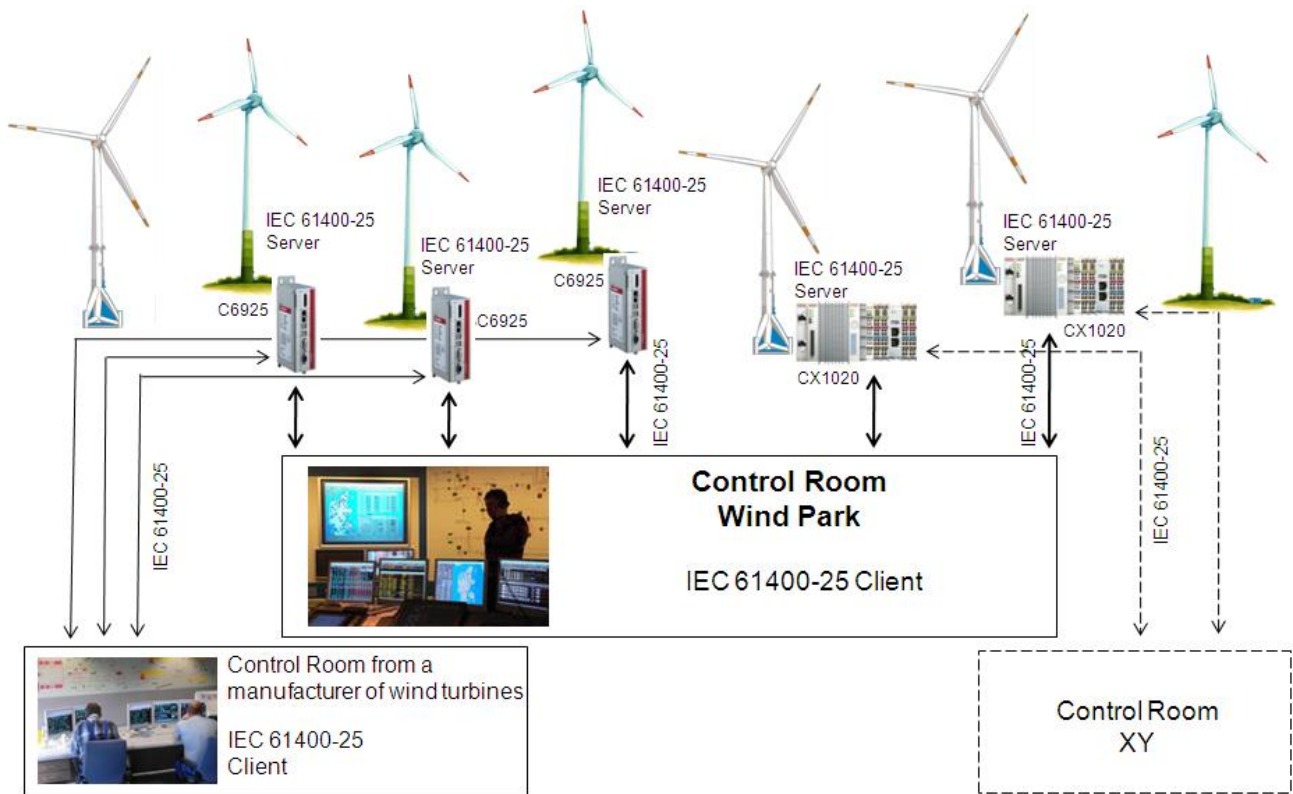 IEC 61400-25
Server
C6925
IEC 61400-25
Server
C6925
IEC 61400-25
Server
C6925
IEC 61400-25
Server
CX1020
IEC 61400-25
Server
CX1020
IEC 61400-25
IEC 61400-25
IEC 61400-25
IEC 61400-25
Control Room
Wind Park
IEC 61400-25 Client
Control Room from a
manufacturer of wind turbines
IEC 61400-25
Client
Control Room
XY